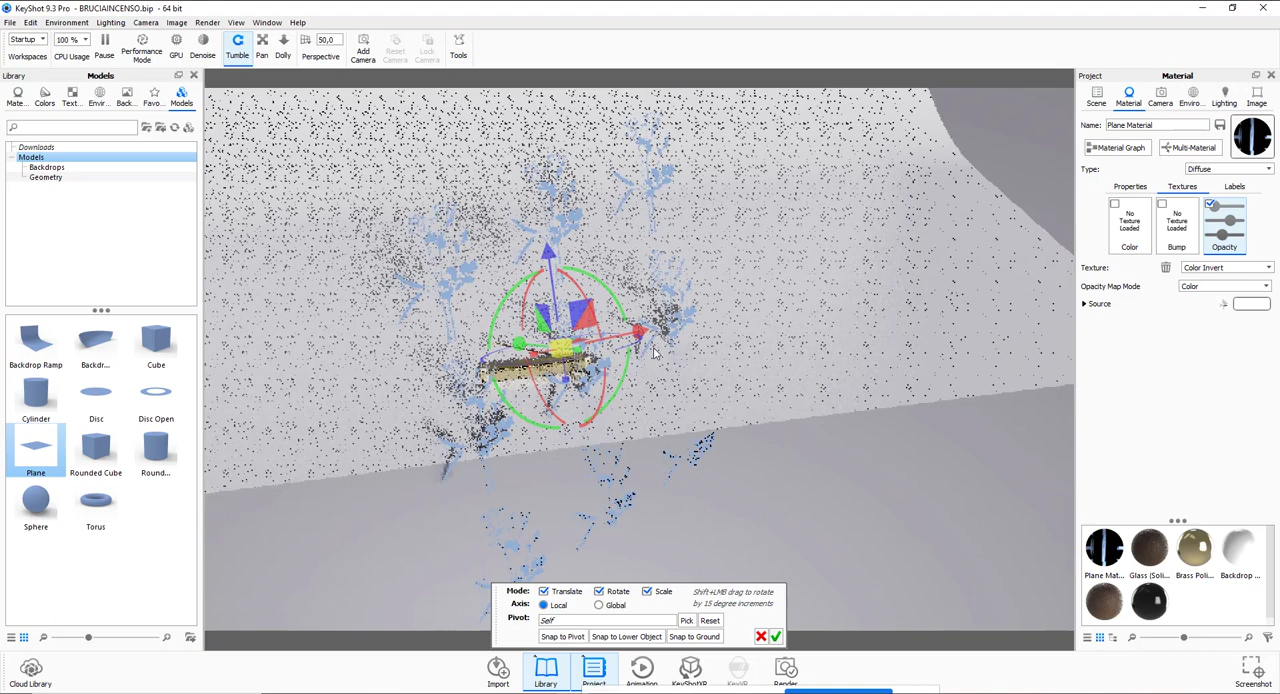 KeyShot 9.3 Pro - BRUCIAINCENSO.bip - 64 bit
File Edit Environment Lighting Camera Image Render View Window Help
Startup 100 % 50,0
Workspaces CPU Usage Pause Performance Mode GPU Denoise Tumble Pan Dolly Perspective Add Camera Reset Camera Lock Camera Tools
Library Models
Mate... Colors Text... Envir... Back... Favo... Models
Downloads
Models
Backdrops
Geometry
Backdrop Ramp Backdr... Cube
Cylinder Disc Disc Open
Plane Rounded Cube Round...
Sphere Torus
Project Material
Scene Material Camera Enviro... Lighting Image
Name: Plane Material
Material Graph Multi-Material
Type: Diffuse
Properties Textures Labels
No Texture Loaded No Texture Loaded
Color Bump Opacity
Texture: Color Invert
Opacity Map Mode: Color
Source
Plane Mat... Glass (Soli... Brass Poli... Backdrop ...
Mode: Translate Rotate Scale Shift+LMB drag to rotate
Axis: Local Global by 15 degree increments
Pivot: Self Pick Reset
Snap to Pivot Snap to Lower Object Snap to Ground
Cloud Library Import Library Project Animation KeyShotXR KeyVR Render Screenshot